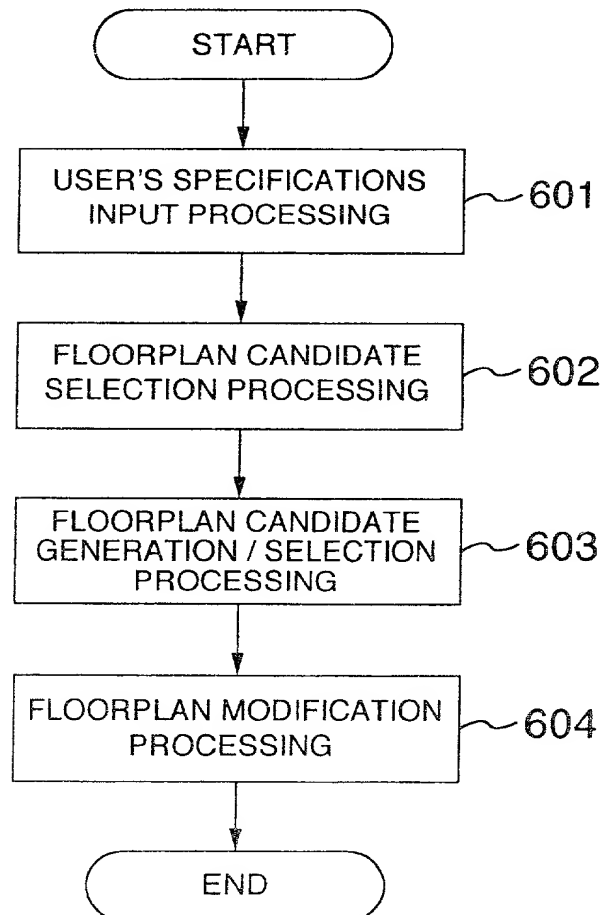 START
USER'S SPECIFICATIONS
INPUT PROCESSING
601
FLOORPLAN CANDIDATE
SELECTION PROCESSING
602
FLOORPLAN CANDIDATE
GENERATION / SELECTION
PROCESSING
603
FLOORPLAN MODIFICATION
PROCESSING
604
END